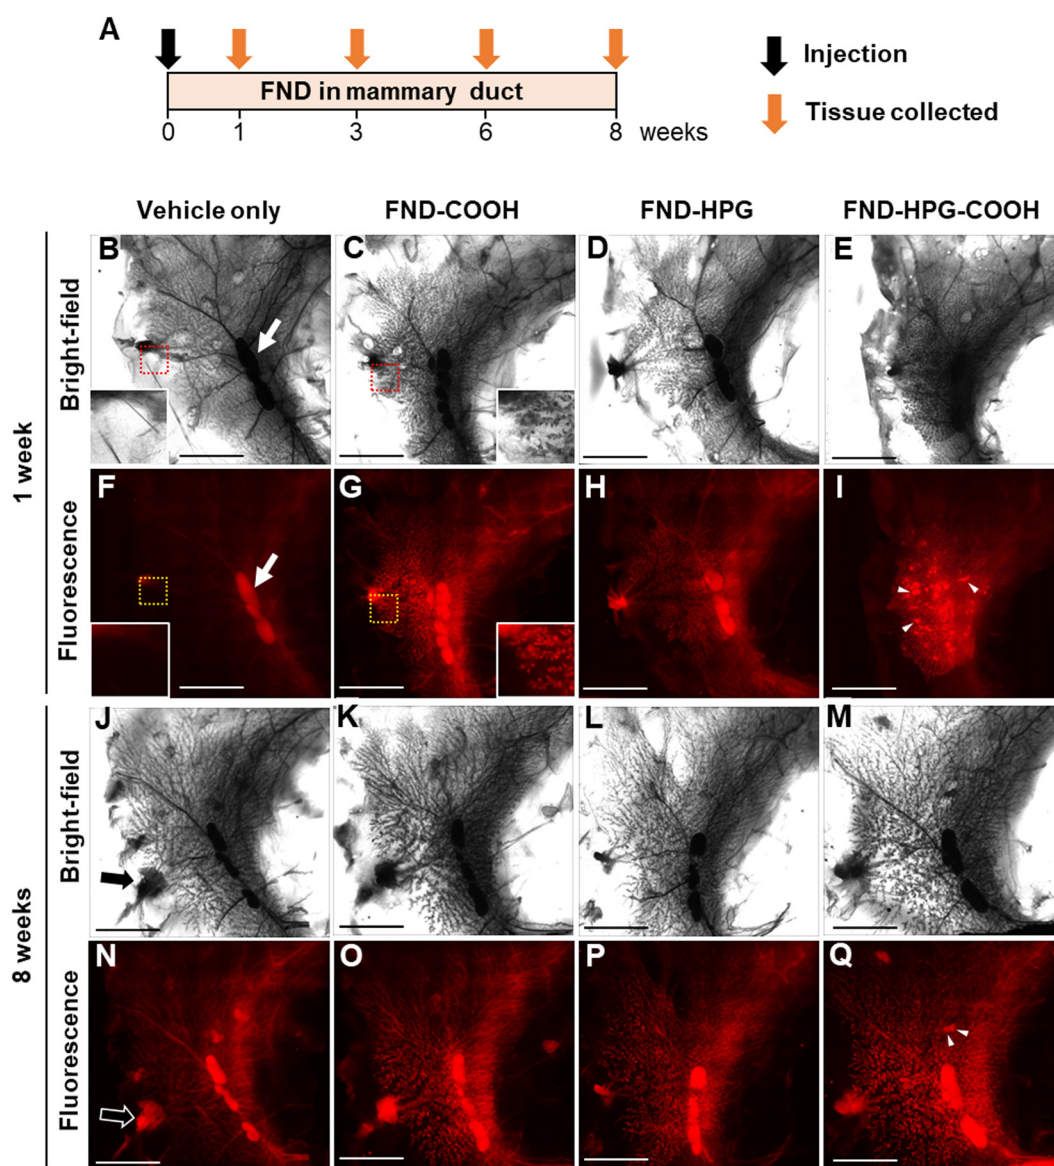 A
Injection
FND in mammary duct
Tissue collected
0 1 3 6 8 weeks
Vehicle only FND-COOH FND-HPG FND-HPG-COOH
1 week
Bright-field
B C D E
Fluorescence
F G H I
8 weeks
Bright-field
J K L M
Fluorescence
N O P Q